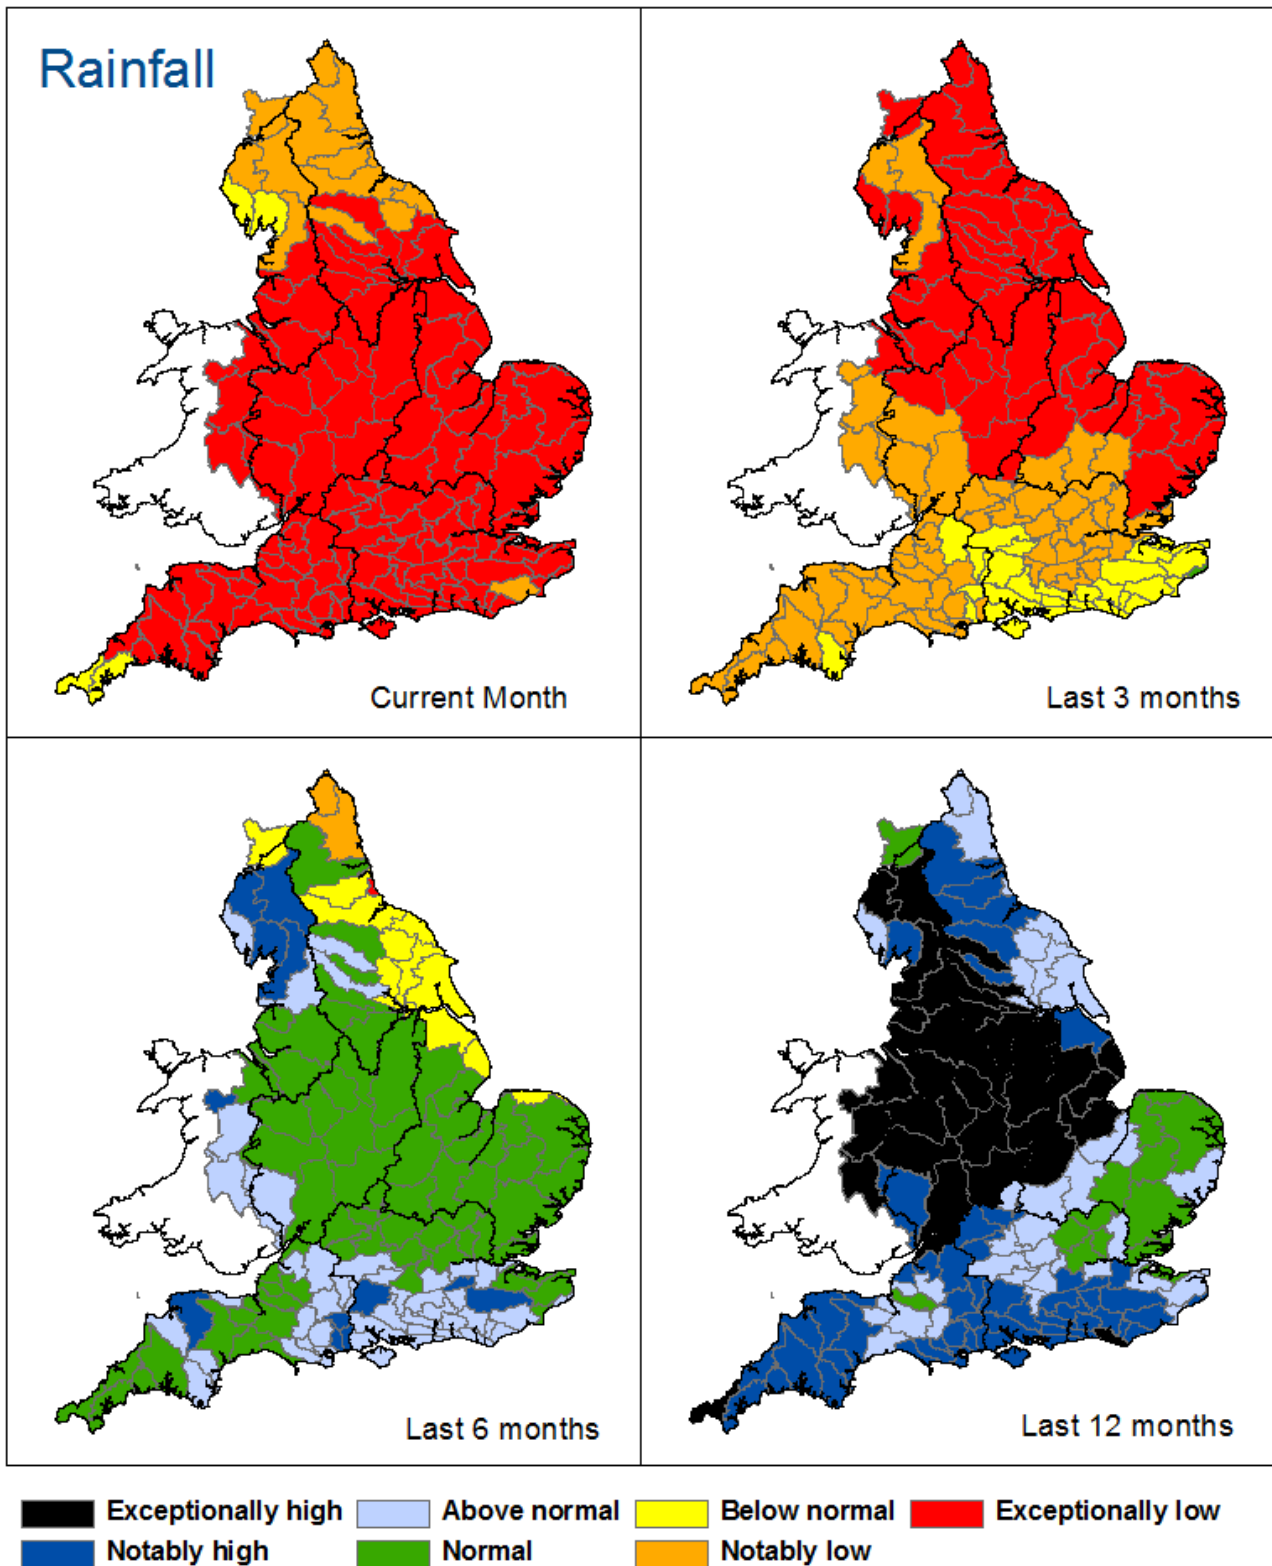 Rainfall
Current Month
Last 3 months
Last 6 months
Last 12 months
Exceptionally high Above normal Below normal Exceptionally low
Notably high Normal Notably low